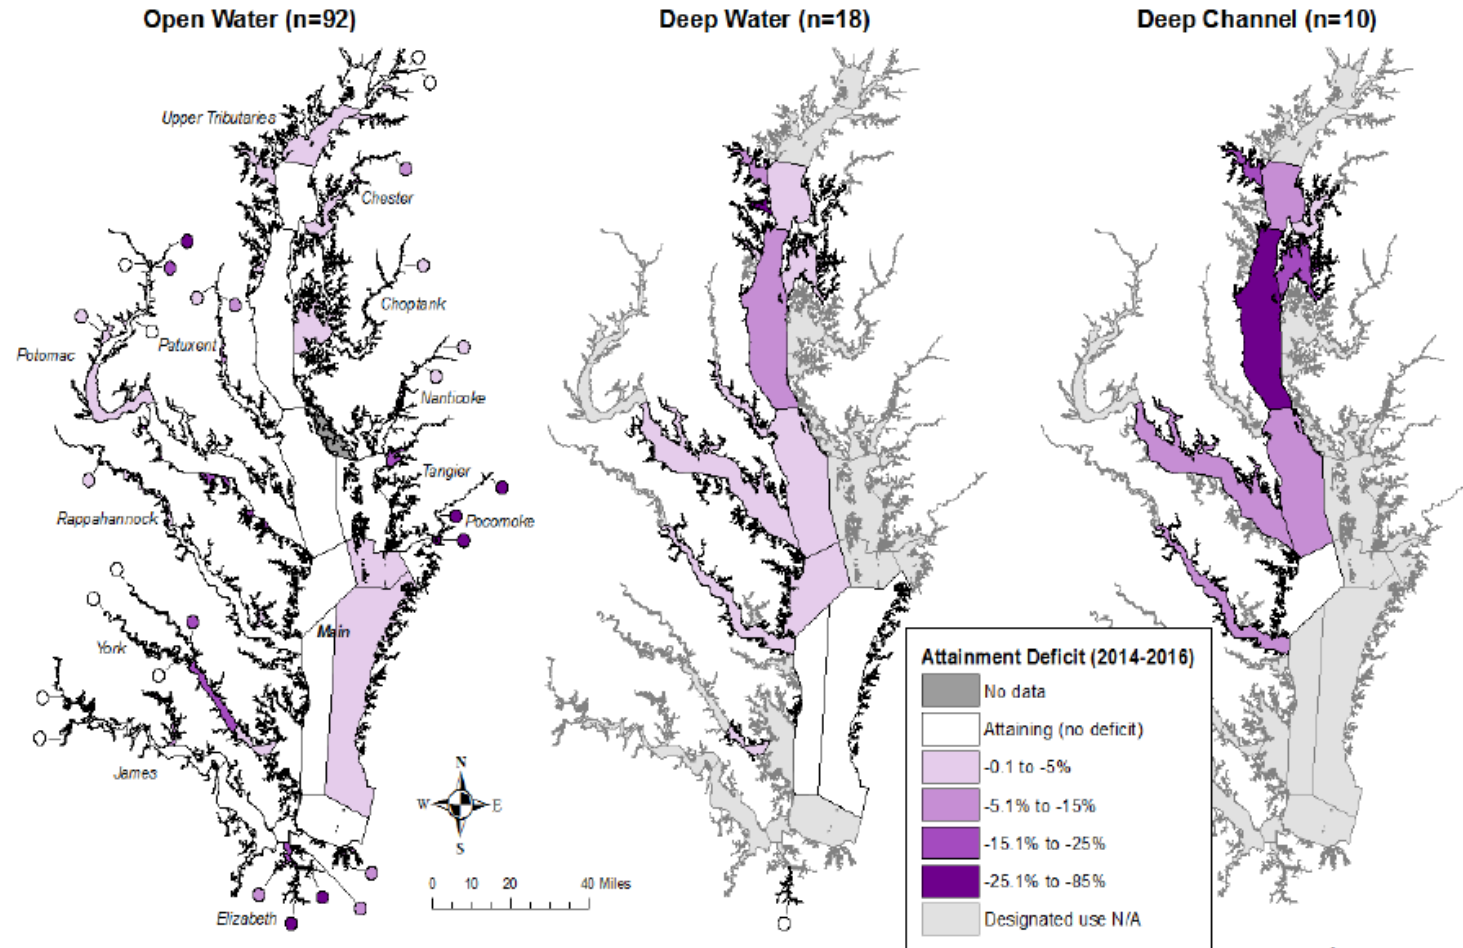 Open Water (n=92)
Deep Water (n=18)
Deep Channel (n=10)
Upper Tributaries
Chester
Choptank
Patuxent
Potomac
Nanticoke
Tangier
Rappahannock
Pocomoke
Main
York
James
Elizabeth
N
W E
S
0 10 20 40 Miles
Attainment Deficit (2014-2016)
No data
Attaining (no deficit)
-0.1 to -5%
-5.1% to -15%
-15.1% to -25%
-25.1% to -85%
Designated use N/A